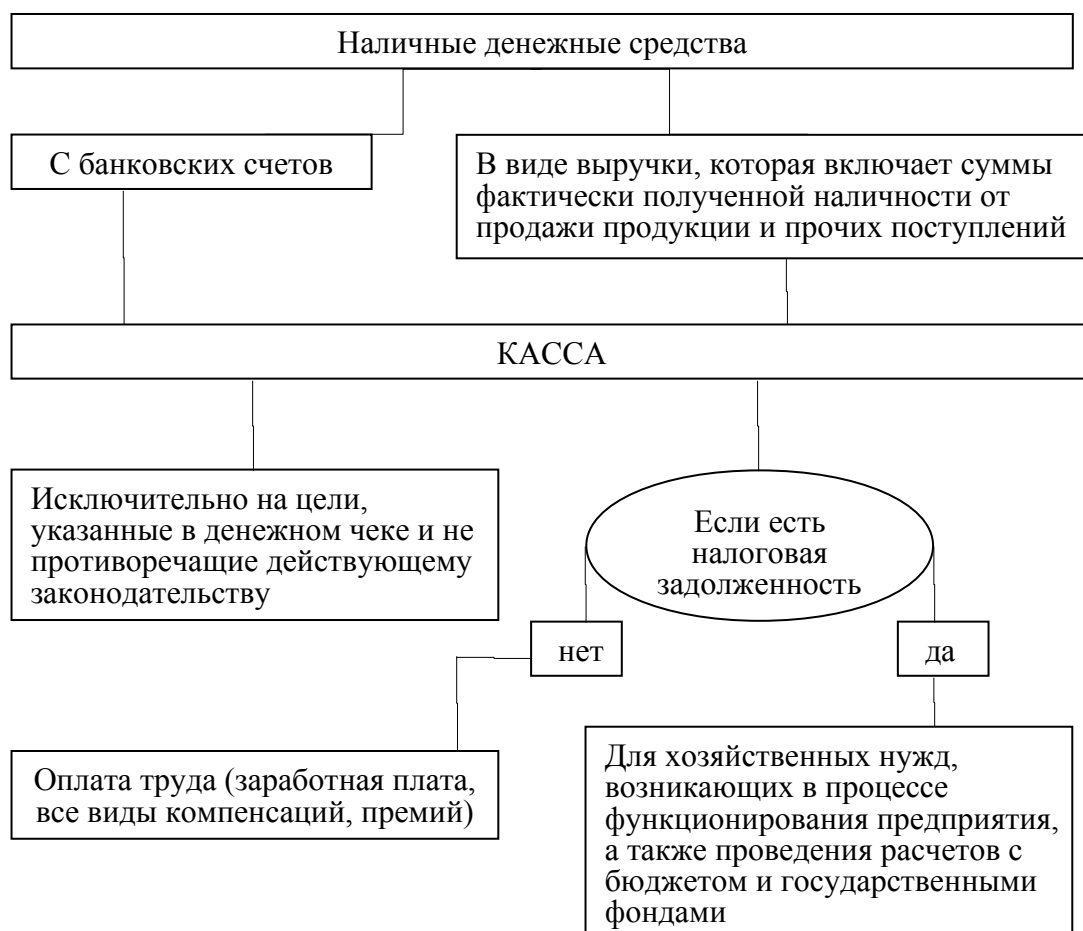 Наличные денежные средства
С банковских счетов
В виде выручки, которая включает суммы
фактически полученной наличности от
продажи продукции и прочих поступлений
КАССА
Исключительно на цели,
указанные в денежном чеке и не
противоречащие действующему
законодательству
Если есть
налоговая
задолженность
нет
да
Оплата труда (заработная плата,
все виды компенсаций, премий)
Для хозяйственных нужд,
возникающих в процессе
функционирования предприятия,
а также проведения расчетов с
бюджетом и государственными
фондами